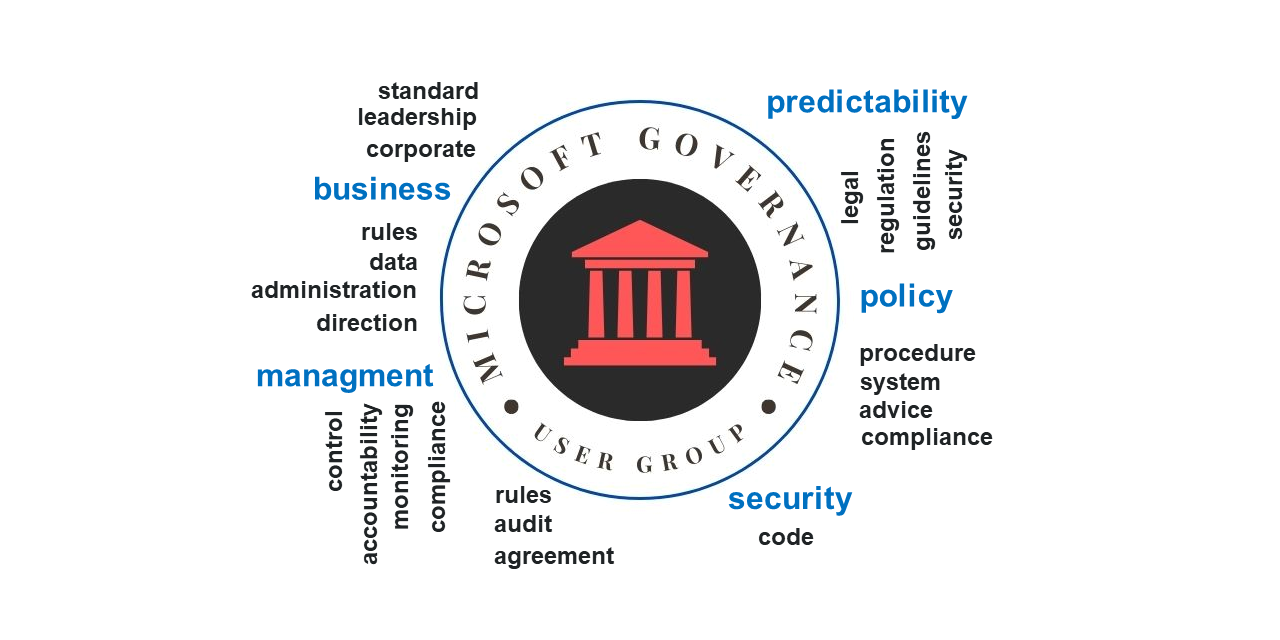 standard
leadership
corporate
business
rules
data
administration
direction
managment
control
accountability
monitoring
compliance
MICROSOFT GOVERNANCE
USER GROUP
rules
audit
agreement
predictability
legal
regulation
guidelines
security
policy
procedure
system
advice
compliance
security
code